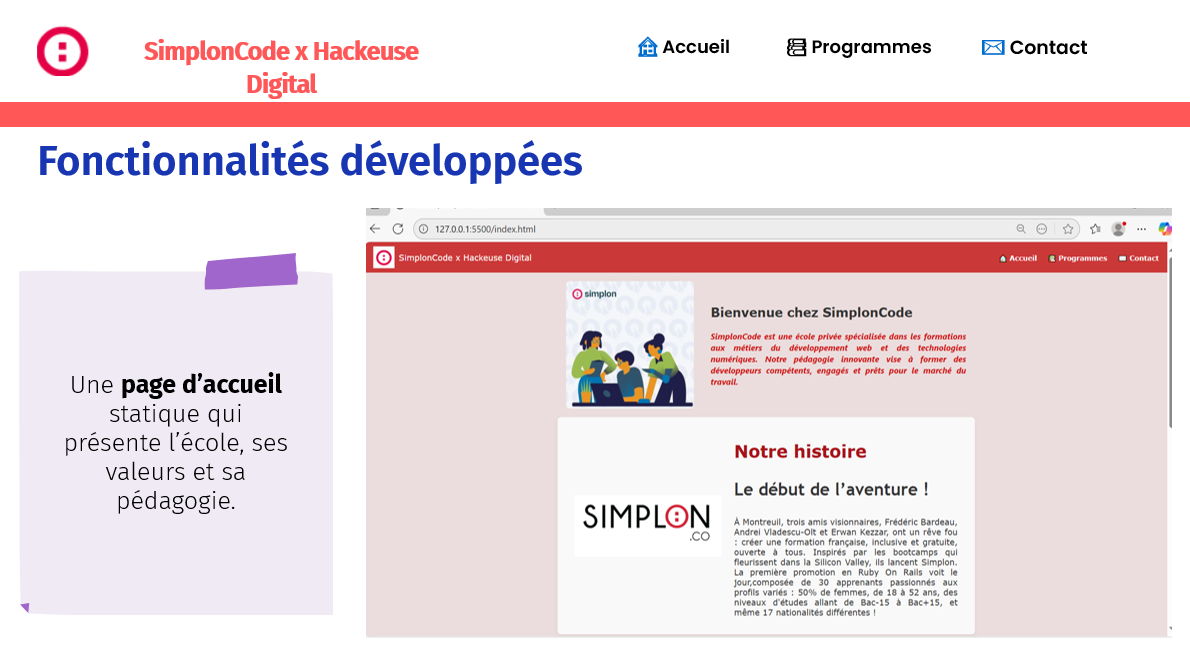 SimplonCode x Hackeuse
Digital
Accueil
Programmes
Contact
Fonctionnalités développées
Une page d’accueil
statique qui
présente l’école, ses
valeurs et sa
pédagogie.
127.0.0.1:5500/index.html
SimplonCode x Hackeuse Digital
Accueil
Programmes
Contact
simplon
Bienvenue chez SimplonCode
SimplonCode est une école privée spécialisée dans les formations
aux métiers du développement web et des technologies
numériques. Notre pédagogie innovante vise à former des
développeurs compétents, engagés et prêts pour le marché du
travail.
Notre histoire
Le début de l’aventure !
SIMPLON
.CO
À Montreuil, trois amis visionnaires, Frédéric Bardeau,
Andrei Vladescu-Olt et Erwan Kezzar, ont un rêve fou
: créer une formation française, inclusive et gratuite,
ouverte à tous. Inspirés par les bootcamps qui
fleurissent dans la Silicon Valley, ils lancent Simplon.
La première promotion en Ruby On Rails voit le
jour,composée de 30 apprenants passionnés aux
profils variés : 50% de femmes, de 18 à 52 ans, des
niveaux d'études allant de Bac-15 à Bac+15, et
même 17 nationalités différentes !